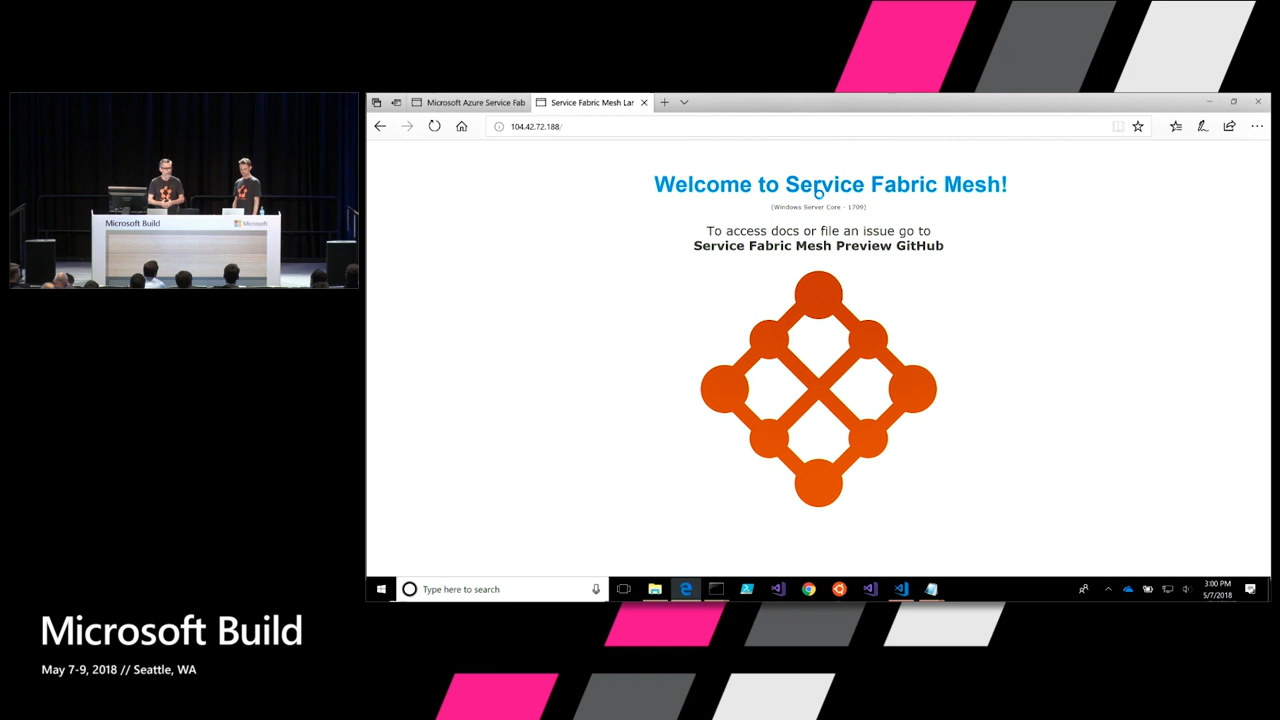 Microsoft Azure Service Fab
Service Fabric Mesh Lar
104.42.72.188/
Welcome to Service Fabric Mesh!
(Windows Server Core - 1709)
To access docs or file an issue go to
Service Fabric Mesh Preview GitHub
Microsoft Build
Microsoft
Type here to search
3:00 PM
5/7/2018
Microsoft Build
May 7-9, 2018 // Seattle, WA